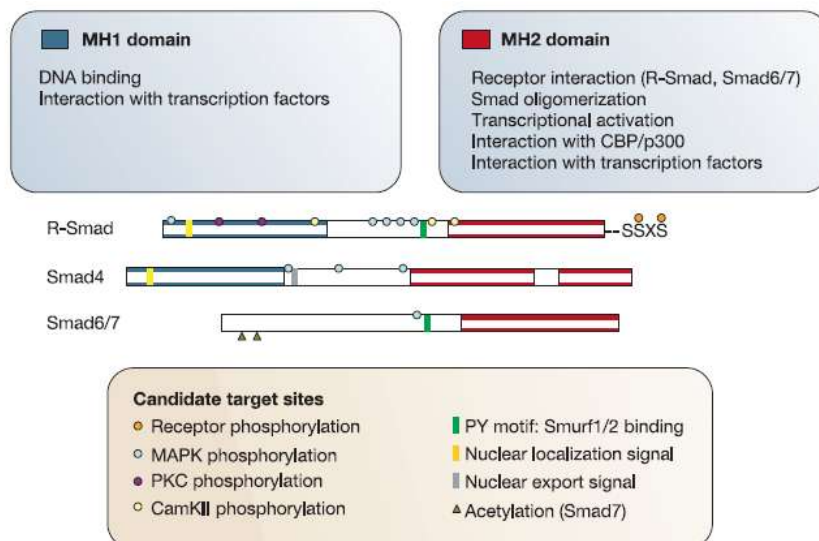 MH1 domain
DNA binding
Interaction with transcription factors
MH2 domain
Receptor interaction (R-Smad, Smad6/7)
Smad oligomerization
Transcriptional activation
Interaction with CBP/p300
Interaction with transcription factors
R-Smad
--SSXS
Smad4
Smad6/7
Candidate target sites
Receptor phosphorylation
MAPK phosphorylation
PKC phosphorylation
CamKII phosphorylation
PY motif: Smurf1/2 binding
Nuclear localization signal
Nuclear export signal
Acetylation (Smad7)